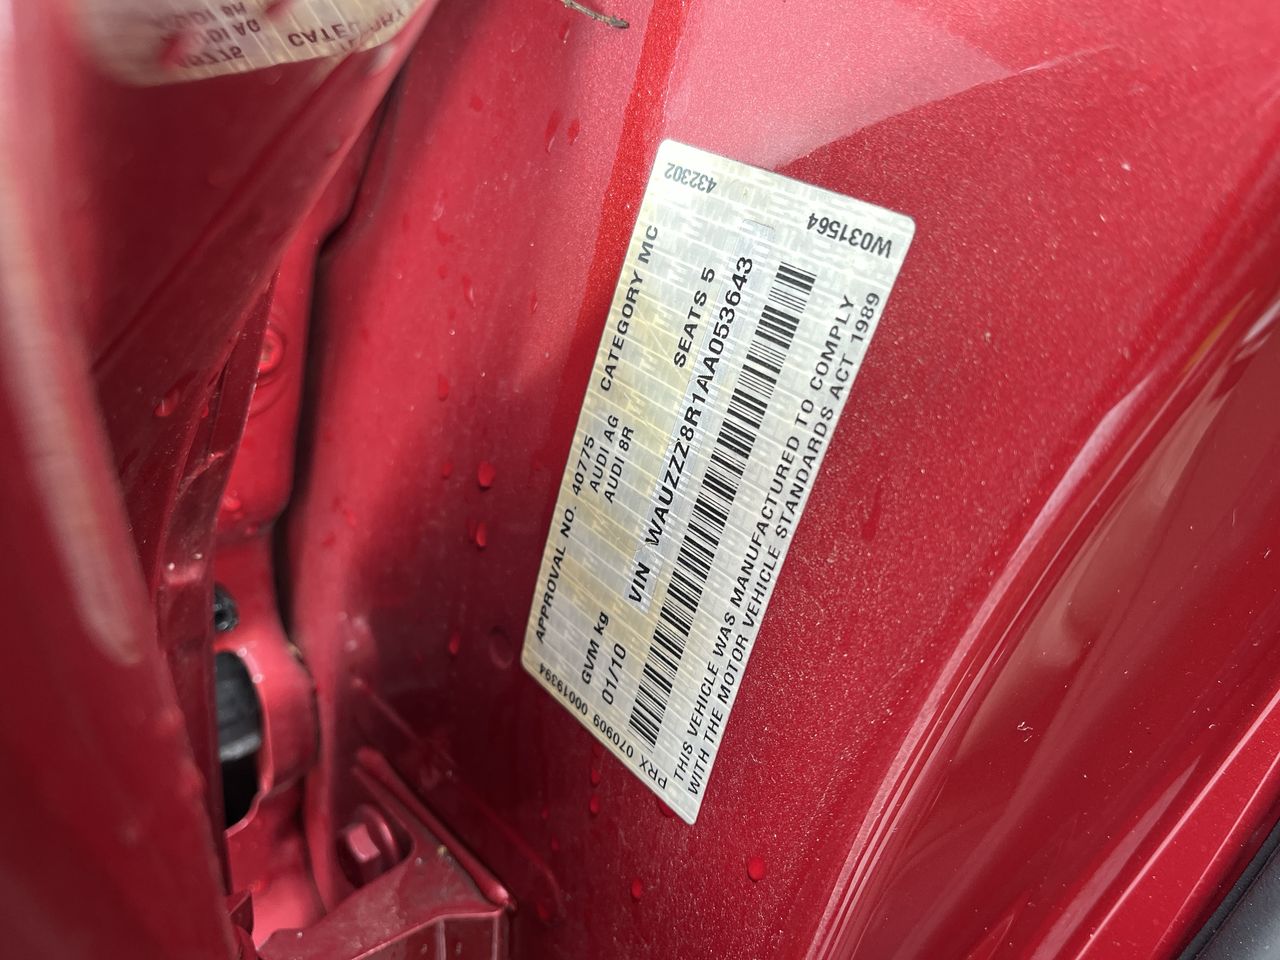 432302
W031564
APPROVAL NO. 40775 CATEGORY MC
AUDI AG
GVM kg AUDI 8R SEATS 5
01/10
VIN WAUZZZ8R1AA053643
THIS VEHICLE WAS MANUFACTURED TO COMPLY
WITH THE MOTOR VEHICLE STANDARDS ACT 1989
PRX 070909 00019394